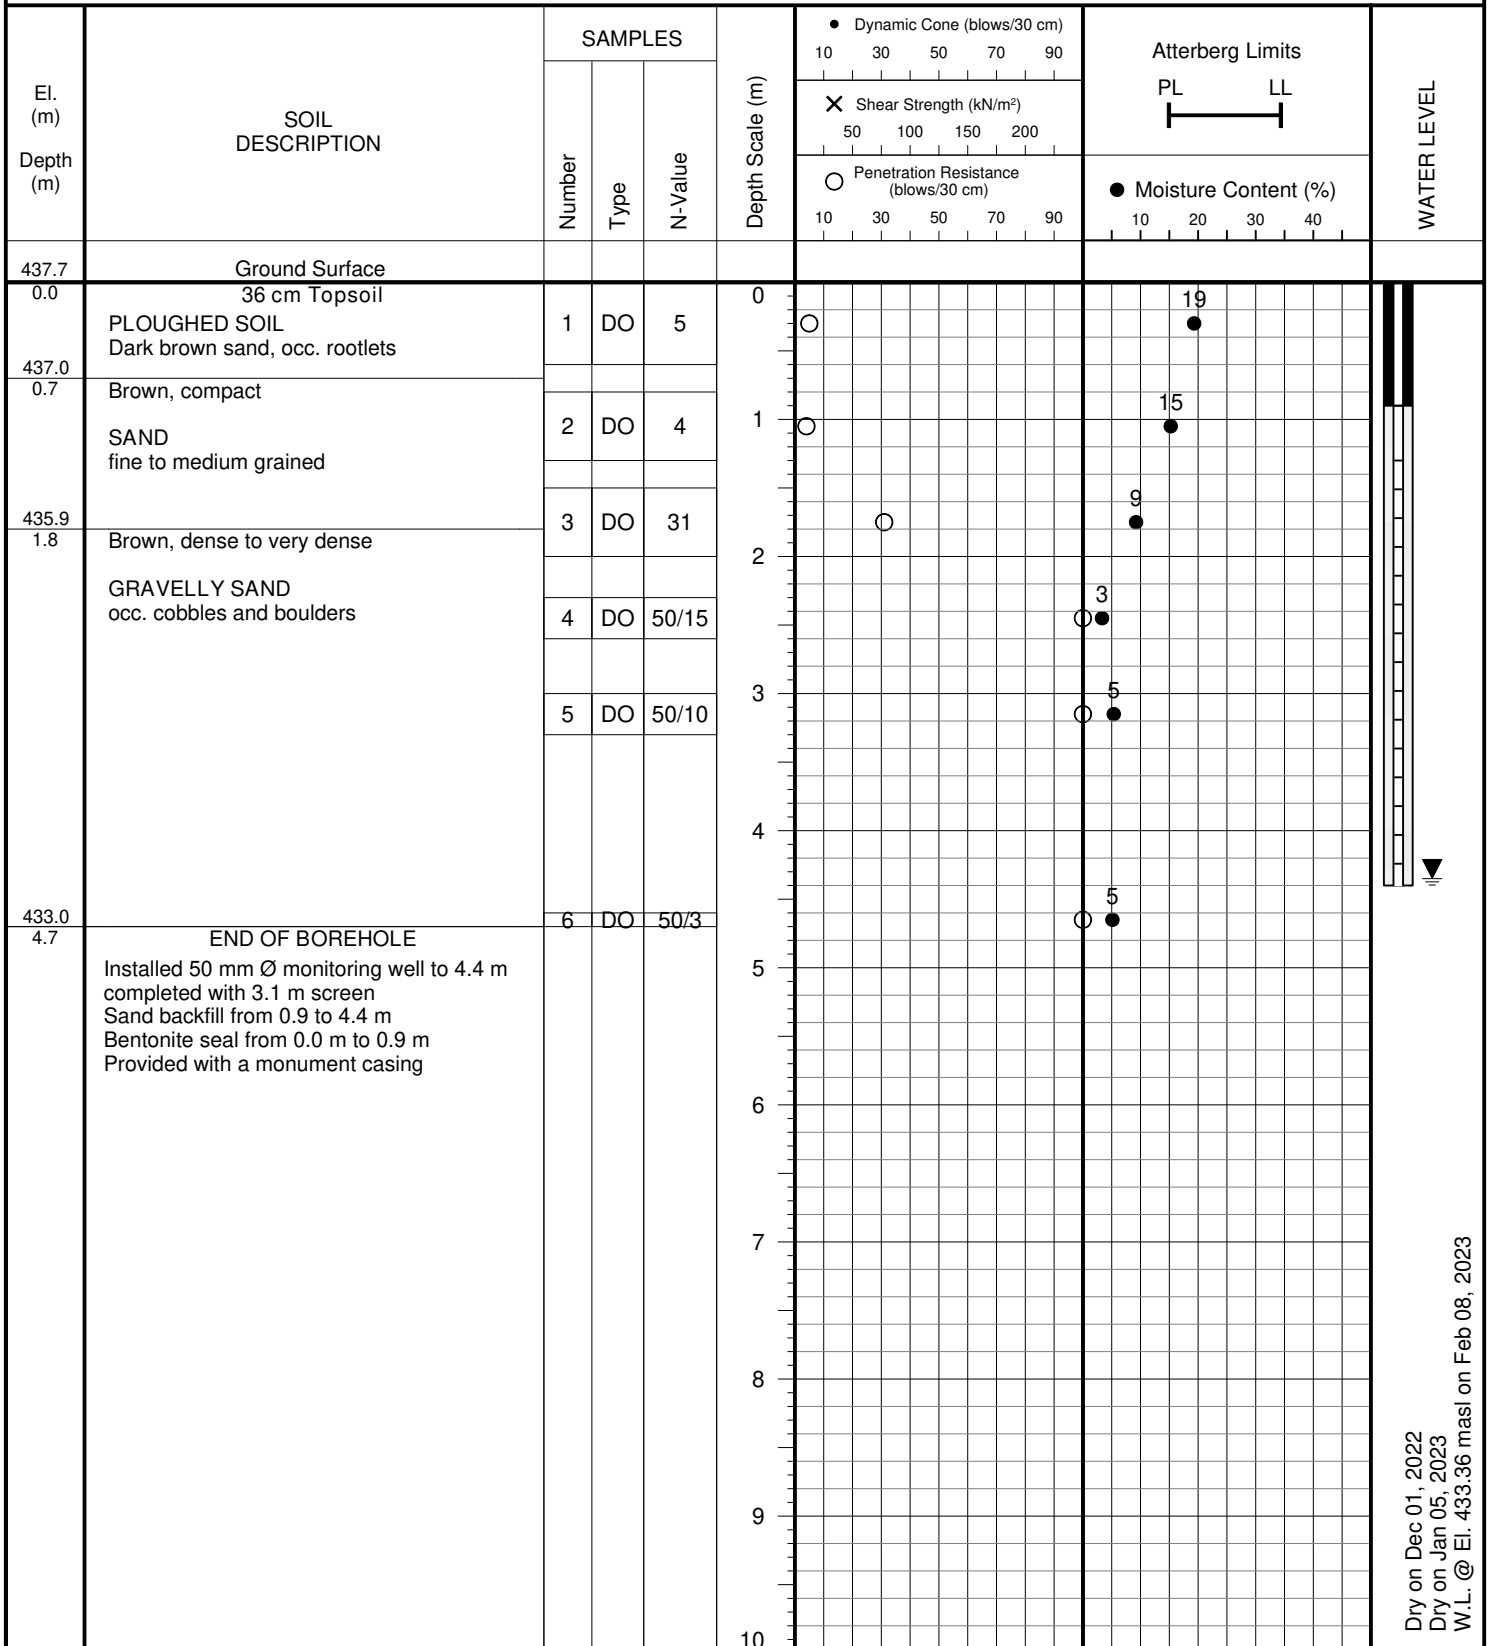 El.
(m)
Depth
(m)
SOIL
DESCRIPTION
SAMPLES
Number
Type
N-Value
Depth Scale (m)
Dynamic Cone (blows/30 cm)
10 30 50 70 90
Shear Strength (kN/m²)
50 100 150 200
Penetration Resistance
(blows/30 cm)
10 30 50 70 90
Atterberg Limits
PL LL
Moisture Content (%)
10 20 30 40
WATER LEVEL
437.7
Ground Surface
0.0
36 cm Topsoil
0
19
PLOUGHED SOIL
1 DO 5
Dark brown sand, occ. rootlets
437.0
0.7
Brown, compact
15
1
SAND
2 DO 4
fine to medium grained
9
435.9
3 DO 31
1.8
Brown, dense to very dense
2
GRAVELLY SAND
3
occ. cobbles and boulders
4 DO 50/15
3
5
5 DO 50/10
4
5
433.0
6 DO 50/3
4.7
END OF BOREHOLE
5
Installed 50 mm Ø monitoring well to 4.4 m
completed with 3.1 m screen
Sand backfill from 0.9 to 4.4 m
Bentonite seal from 0.0 m to 0.9 m
Provided with a monument casing
6
7
8
9
10
Dry on Dec 01, 2022
Dry on Jan 05, 2023
W.L. @ El. 433.36 masl on Feb 08, 2023